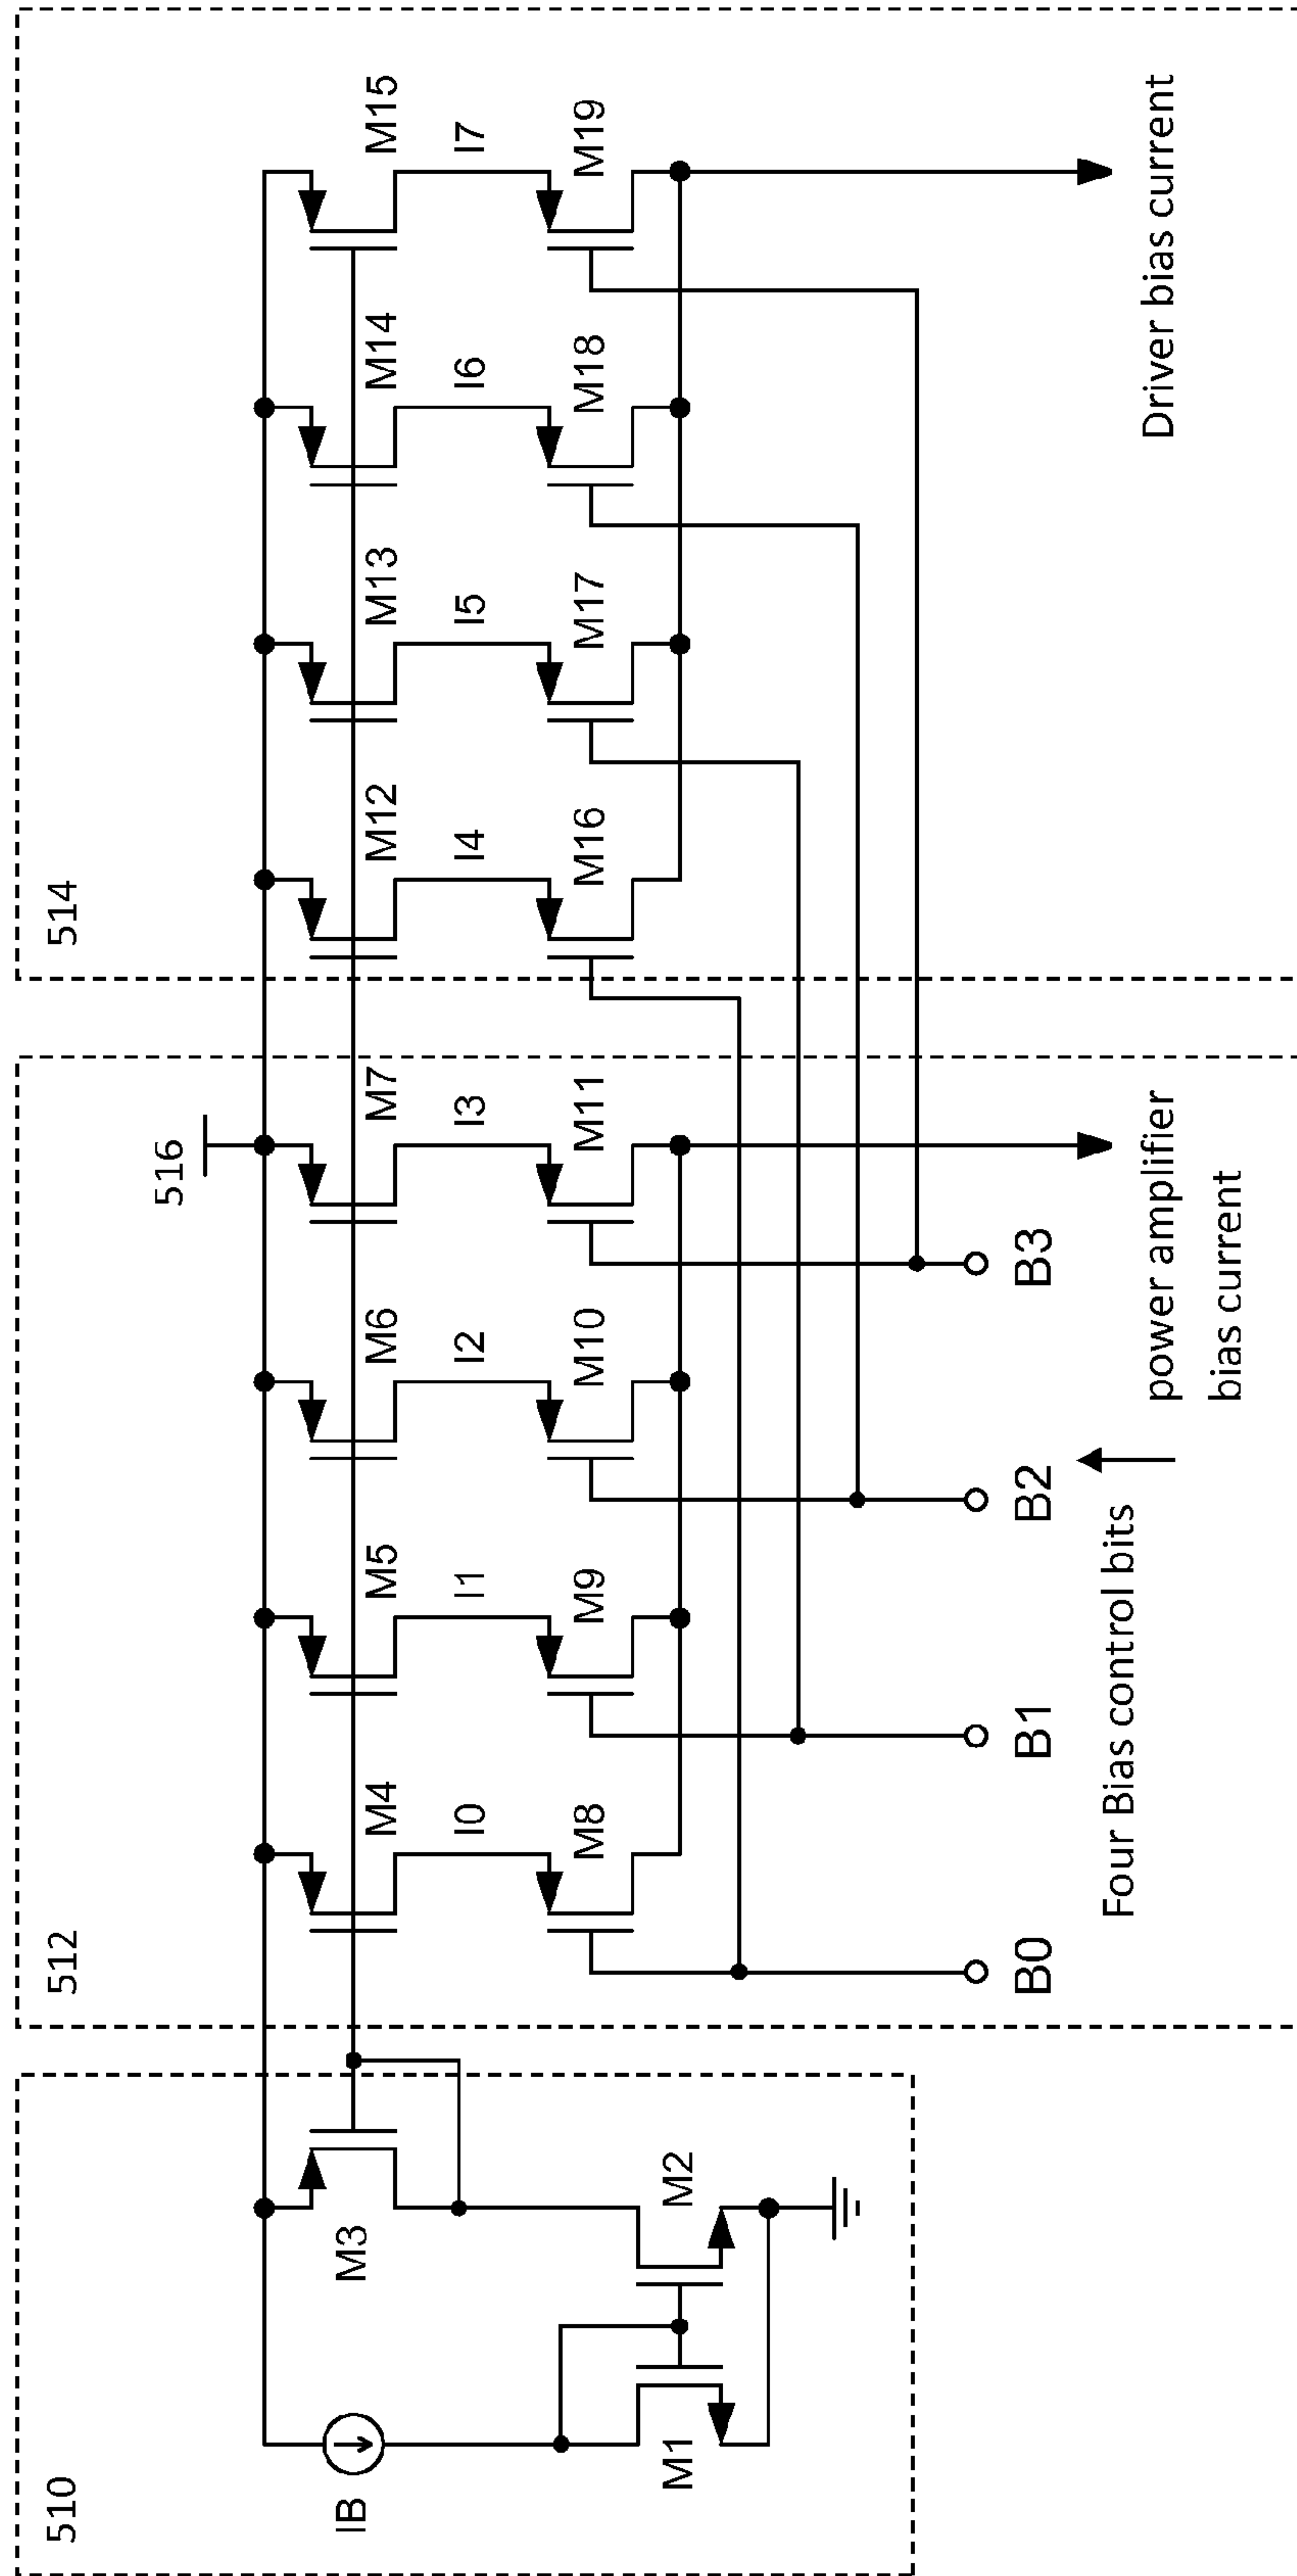 510
IB
M1
M2
M3
512
M4
I0
M8
M5
I1
M9
M6
I2
M10
516
M7
I3
M11
B0
B1
B2
B3
Four Bias control bits
power amplifier
bias current
514
M12
I4
M16
M13
I5
M17
M14
I6
M18
M15
I7
M19
Driver bias current